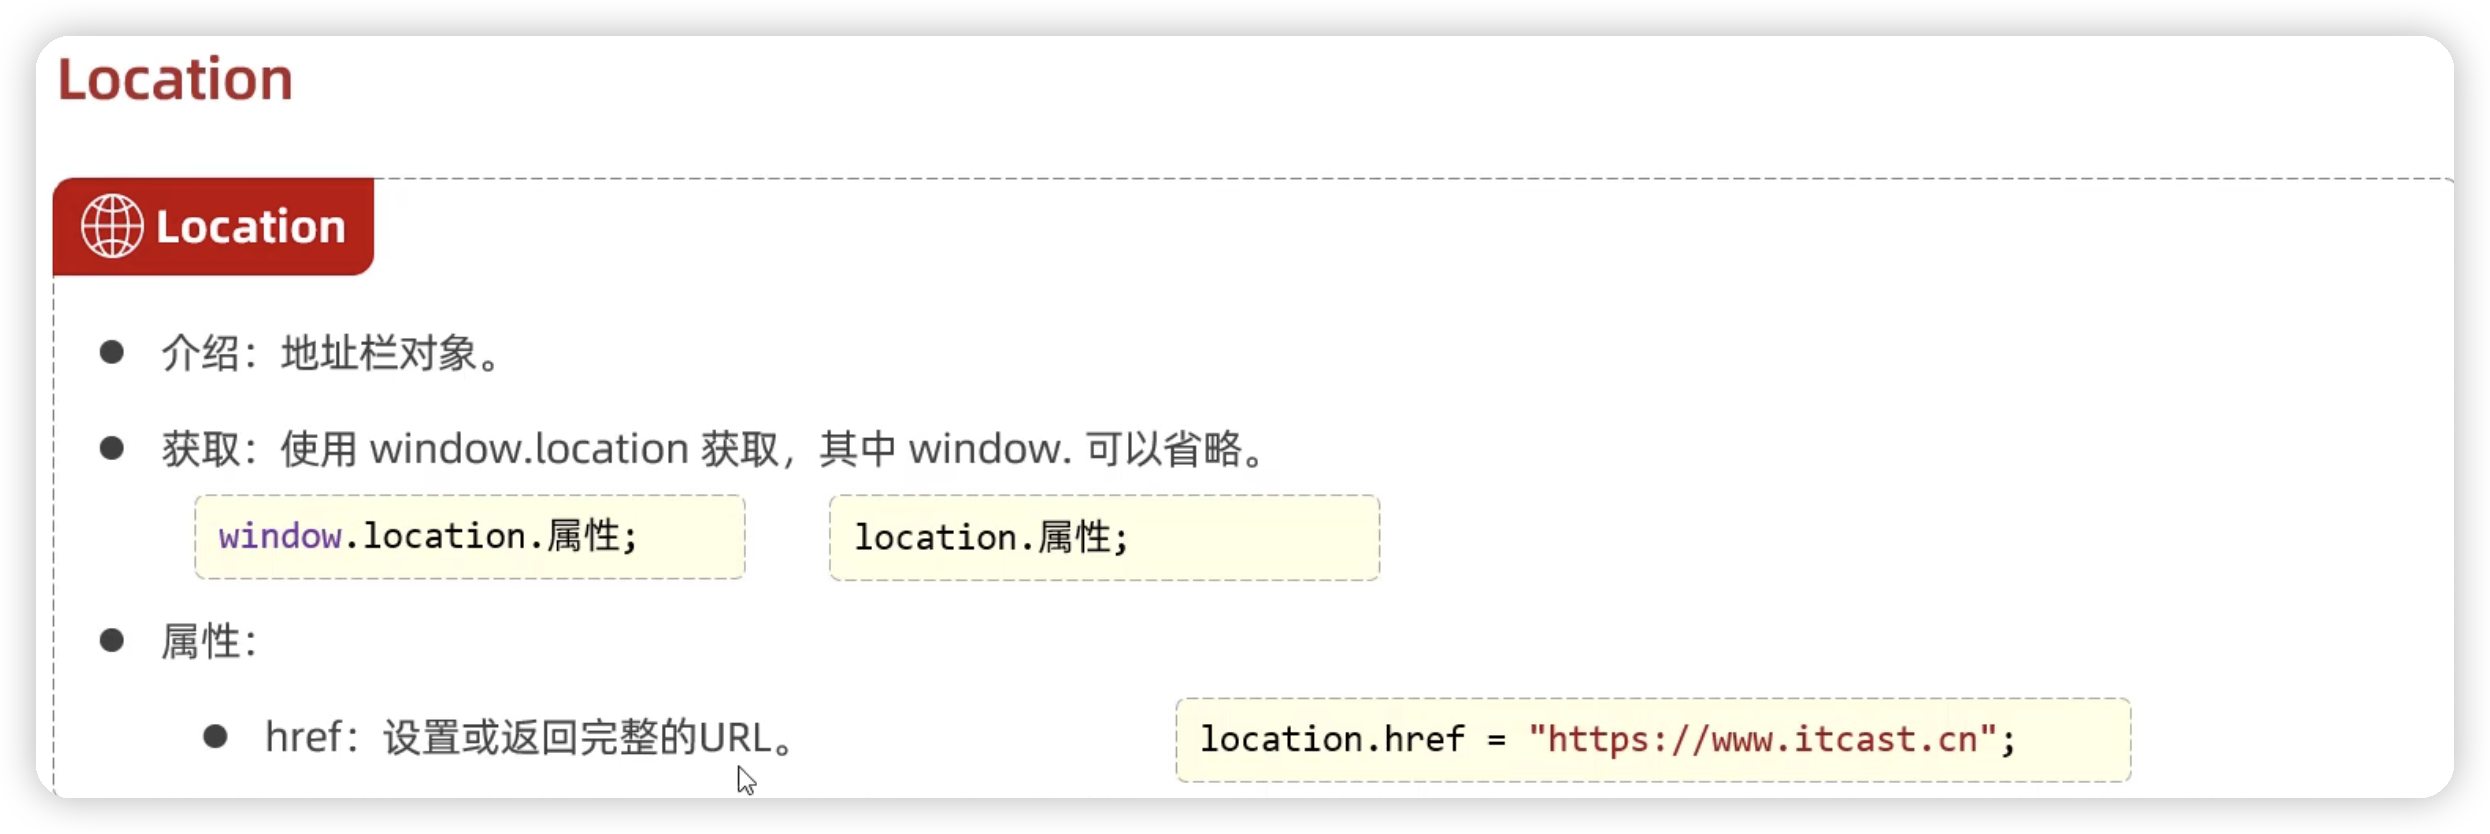 Location
Location
介绍：地址栏对象。
获取：使用 window.location 获取，其中 window. 可以省略。
window.location.属性;
location.属性;
属性：
href：设置或返回完整的URL。
location.href = "https://www.itcast.cn";